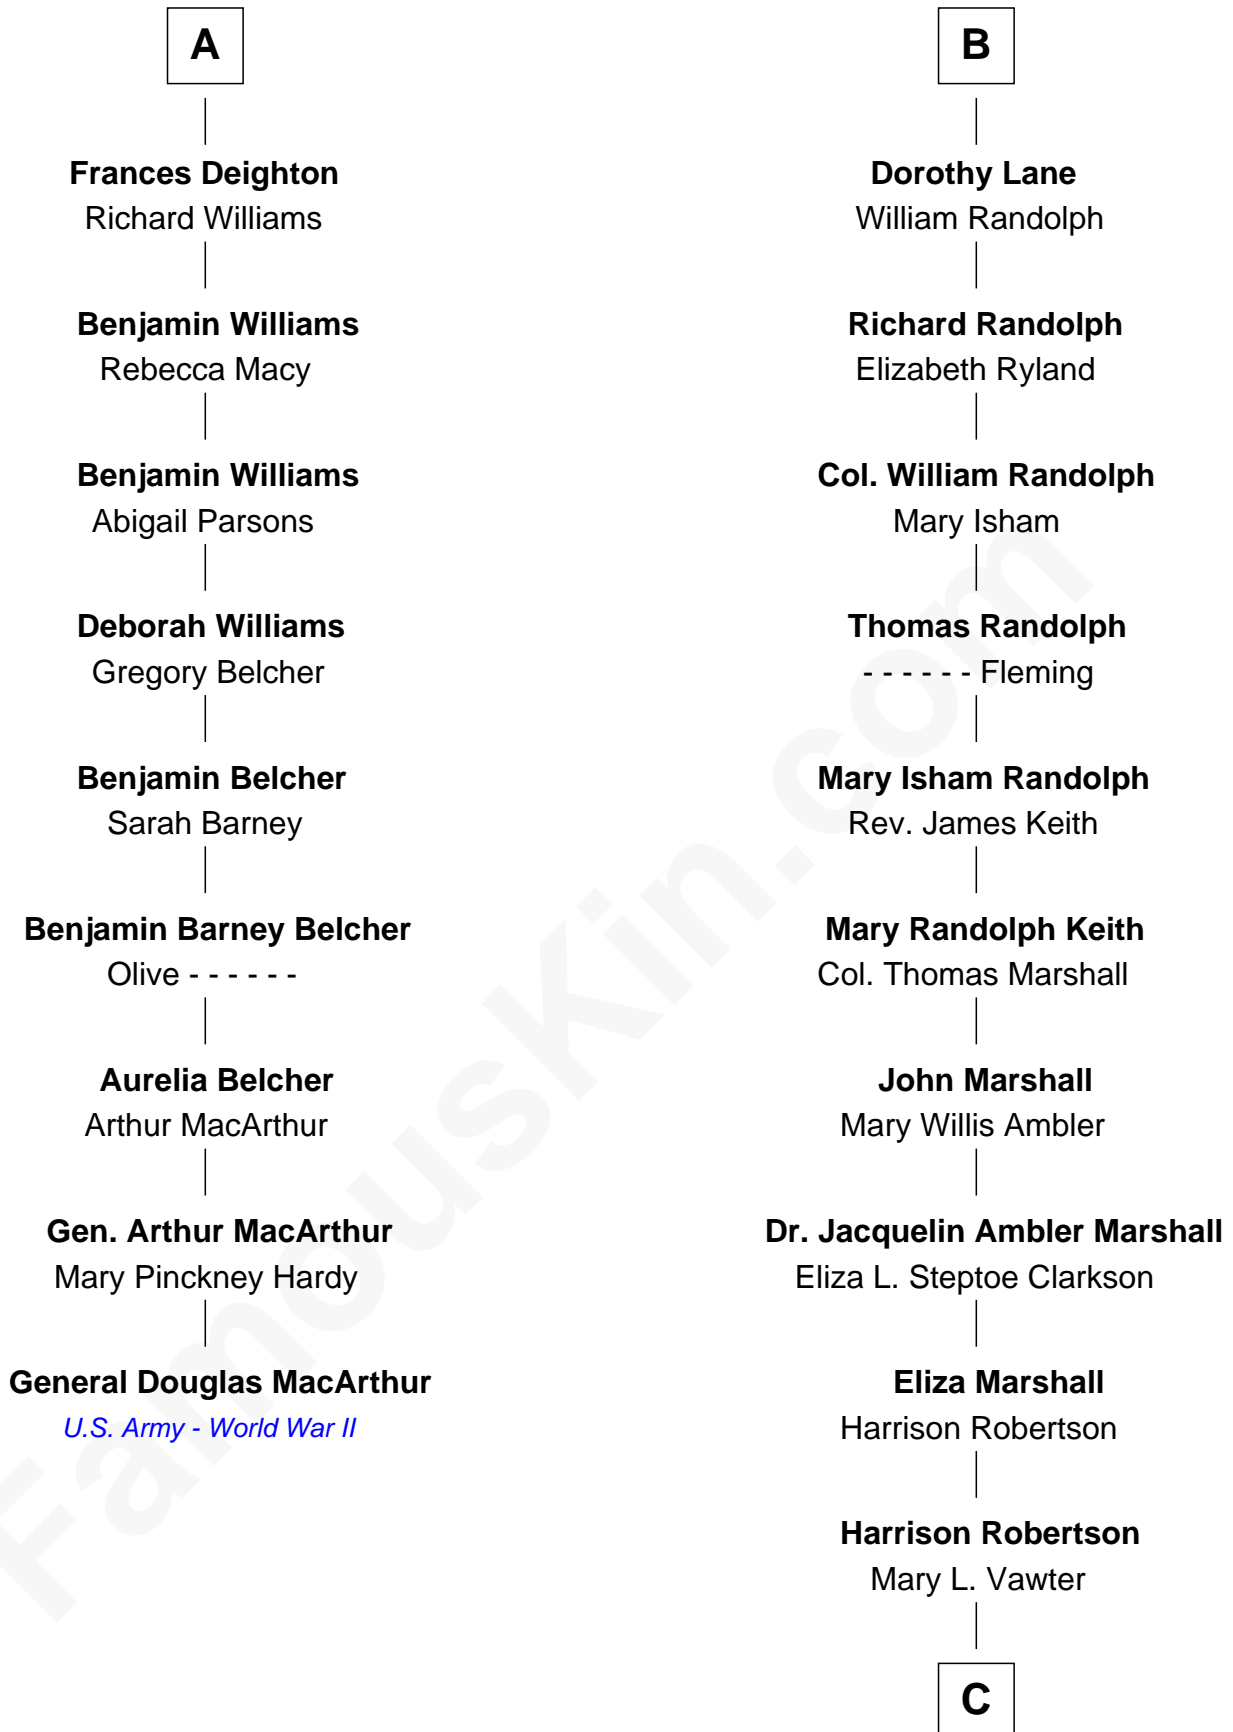 A
Frances Deighton
Richard Williams
Benjamin Williams
Rebecca Macy
Benjamin Williams
Abigail Parsons
Deborah Williams
Gregory Belcher
Benjamin Belcher
Sarah Barney
Benjamin Barney Belcher
Olive - - - - - -
Aurelia Belcher
Arthur MacArthur
Gen. Arthur MacArthur
Mary Pinckney Hardy
General Douglas MacArthur
U.S. Army - World War II
B
Dorothy Lane
William Randolph
Richard Randolph
Elizabeth Ryland
Col. William Randolph
Mary Isham
Thomas Randolph
- - - - - - Fleming
Mary Isham Randolph
Rev. James Keith
Mary Randolph Keith
Col. Thomas Marshall
John Marshall
Mary Willis Ambler
Dr. Jacquelin Ambler Marshall
Eliza L. Steptoe Clarkson
Eliza Marshall
Harrison Robertson
Harrison Robertson
Mary L. Vawter
C
FamousKin.com